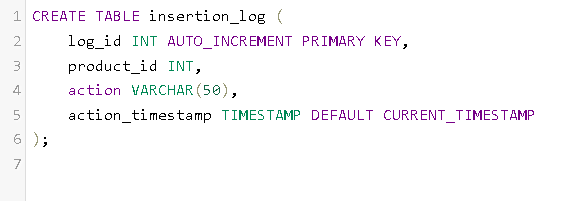 1 CREATE TABLE insertion_log (
2     log_id INT AUTO_INCREMENT PRIMARY KEY,
3     product_id INT,
4     action VARCHAR(50),
5     action_timestamp TIMESTAMP DEFAULT CURRENT_TIMESTAMP
6 );
7